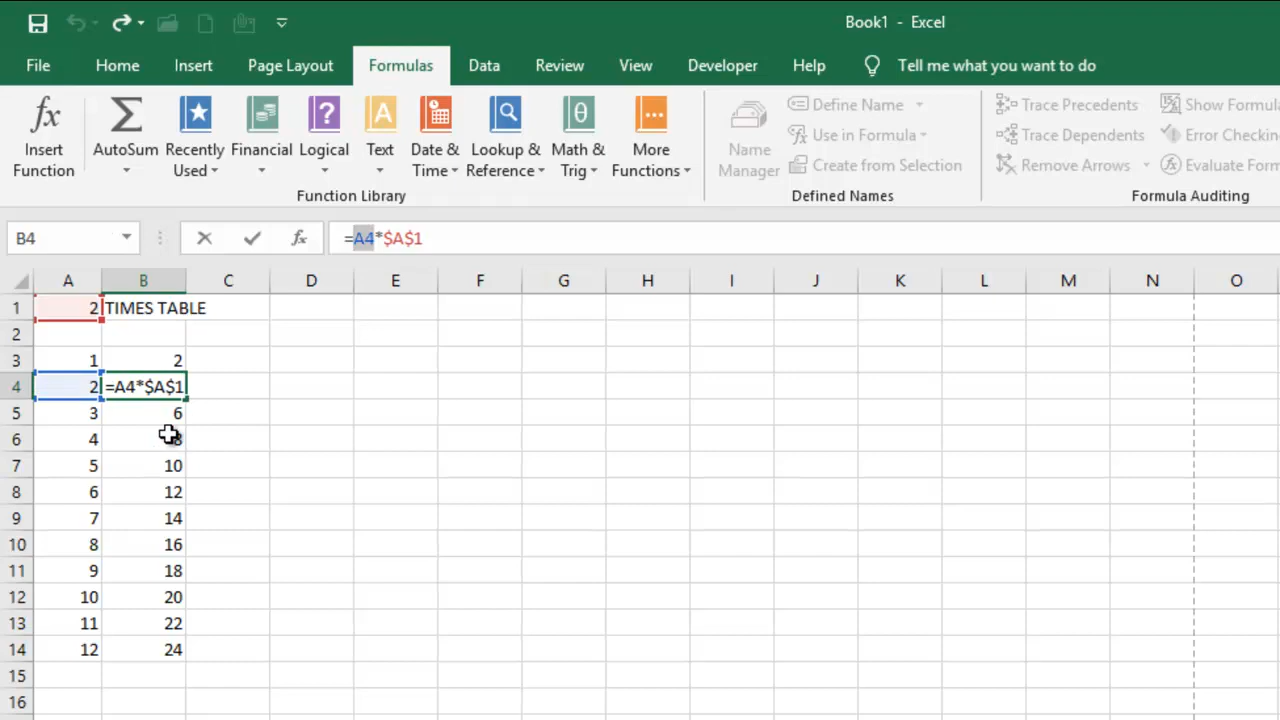 Book1 - Excel
File Home Insert Page Layout Formulas Data Review View Developer Help Tell me what you want to do
fx Σ A ? θ
Insert Function
AutoSum
Recently Used
Financial
Logical
Text
Date & Time
Lookup & Reference
Math & Trig
More Functions
Function Library
Name Manager
Define Name
Use in Formula
Create from Selection
Defined Names
Trace Precedents
Trace Dependents
Remove Arrows
Show Formul
Error Checkin
Evaluate Form
Formula Auditing
B4 fx =A4*$A$1
A B C D E F G H I J K L M N O
1 2 TIMES TABLE
2
3 1 2
4 2 =A4*$A$1
5 3 6
6 4 8
7 5 10
8 6 12
9 7 14
10 8 16
11 9 18
12 10 20
13 11 22
14 12 24
15
16